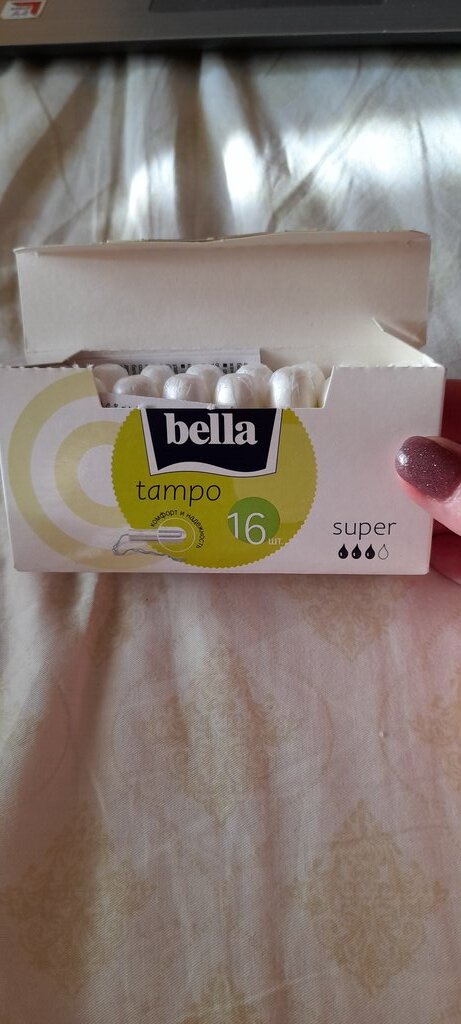 bella
tampo
комфорт и надежность
16 шт.
super